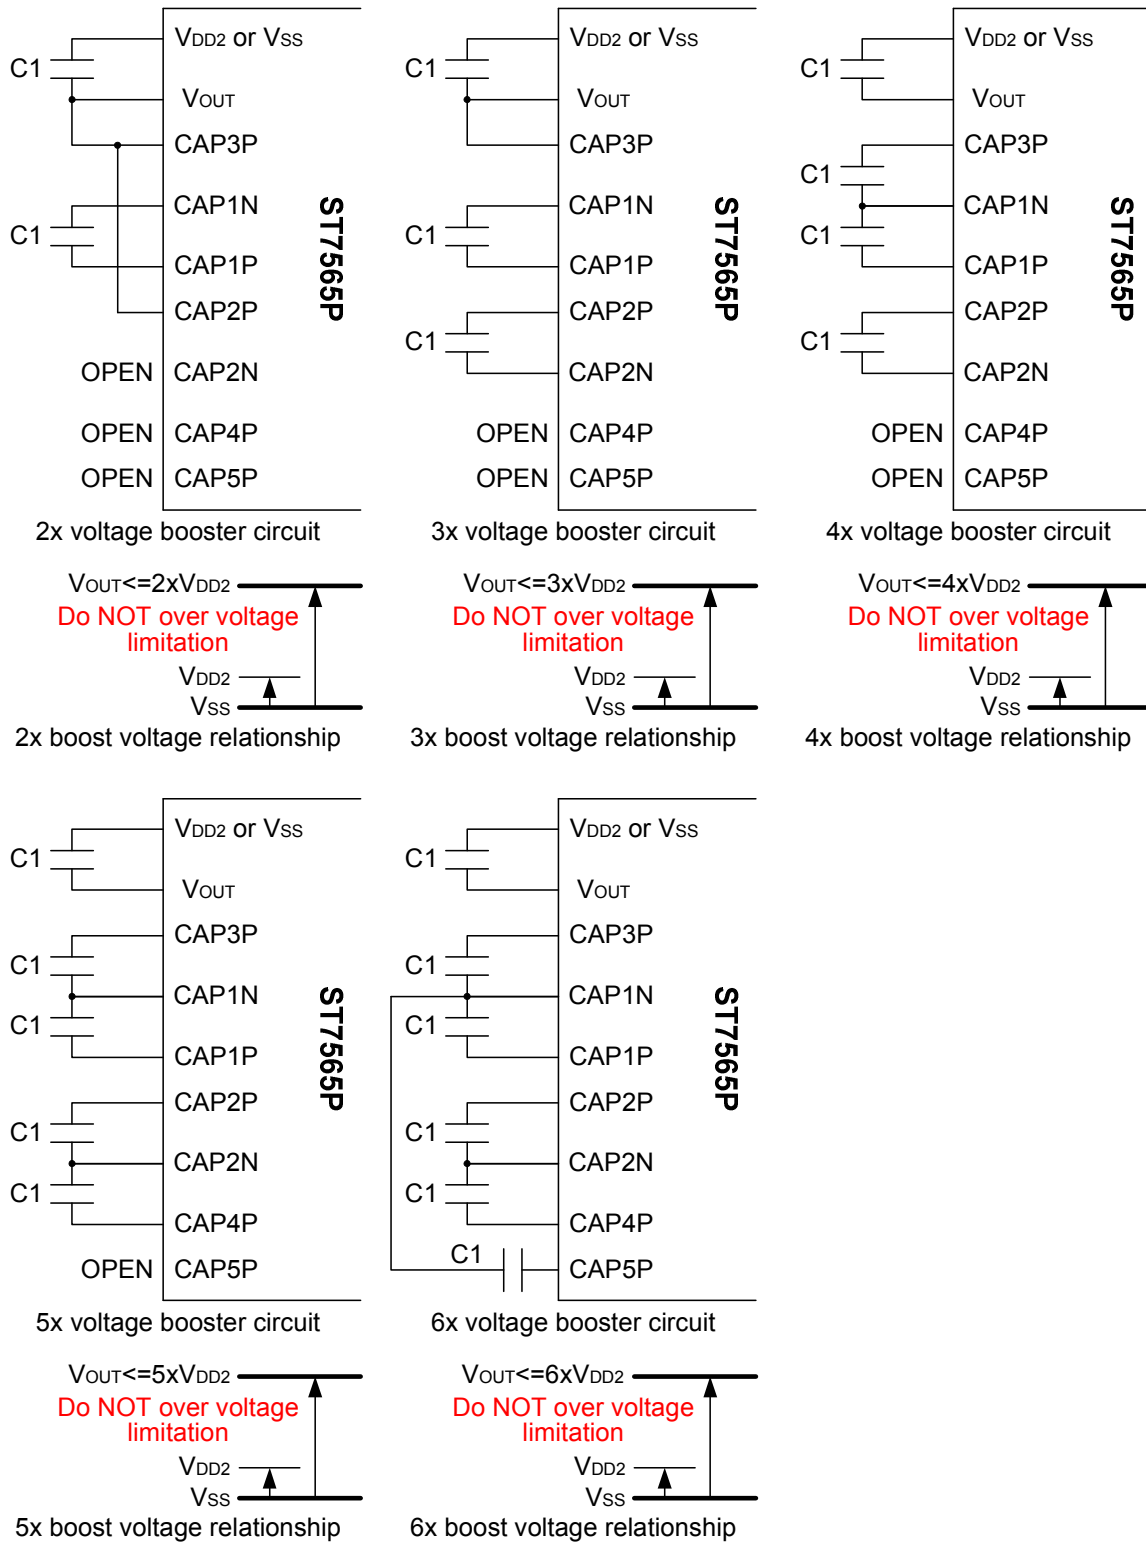 VDD2 or VSS
C1
VOUT
CAP3P
CAP1N
C1
CAP1P
CAP2P
OPEN CAP2N
OPEN CAP4P
OPEN CAP5P
ST7565P
2x voltage booster circuit
VOUT<=2xVDD2
Do NOT over voltage
limitation
VDD2
VSS
2x boost voltage relationship
VDD2 or VSS
C1
VOUT
CAP3P
CAP1N
C1
CAP1P
CAP2P
C1
CAP2N
OPEN CAP4P
OPEN CAP5P
ST7565P
3x voltage booster circuit
VOUT<=3xVDD2
Do NOT over voltage
limitation
VDD2
VSS
3x boost voltage relationship
VDD2 or VSS
C1
VOUT
CAP3P
C1
CAP1N
C1
CAP1P
CAP2P
C1
CAP2N
OPEN CAP4P
OPEN CAP5P
ST7565P
4x voltage booster circuit
VOUT<=4xVDD2
Do NOT over voltage
limitation
VDD2
VSS
4x boost voltage relationship
VDD2 or VSS
C1
VOUT
CAP3P
C1
CAP1N
C1
CAP1P
CAP2P
C1
CAP2N
C1
CAP4P
OPEN CAP5P
ST7565P
5x voltage booster circuit
VOUT<=5xVDD2
Do NOT over voltage
limitation
VDD2
VSS
5x boost voltage relationship
VDD2 or VSS
C1
VOUT
CAP3P
C1
CAP1N
C1
CAP1P
CAP2P
C1
CAP2N
C1
CAP4P
C1 CAP5P
ST7565P
6x voltage booster circuit
VOUT<=6xVDD2
Do NOT over voltage
limitation
VDD2
VSS
6x boost voltage relationship